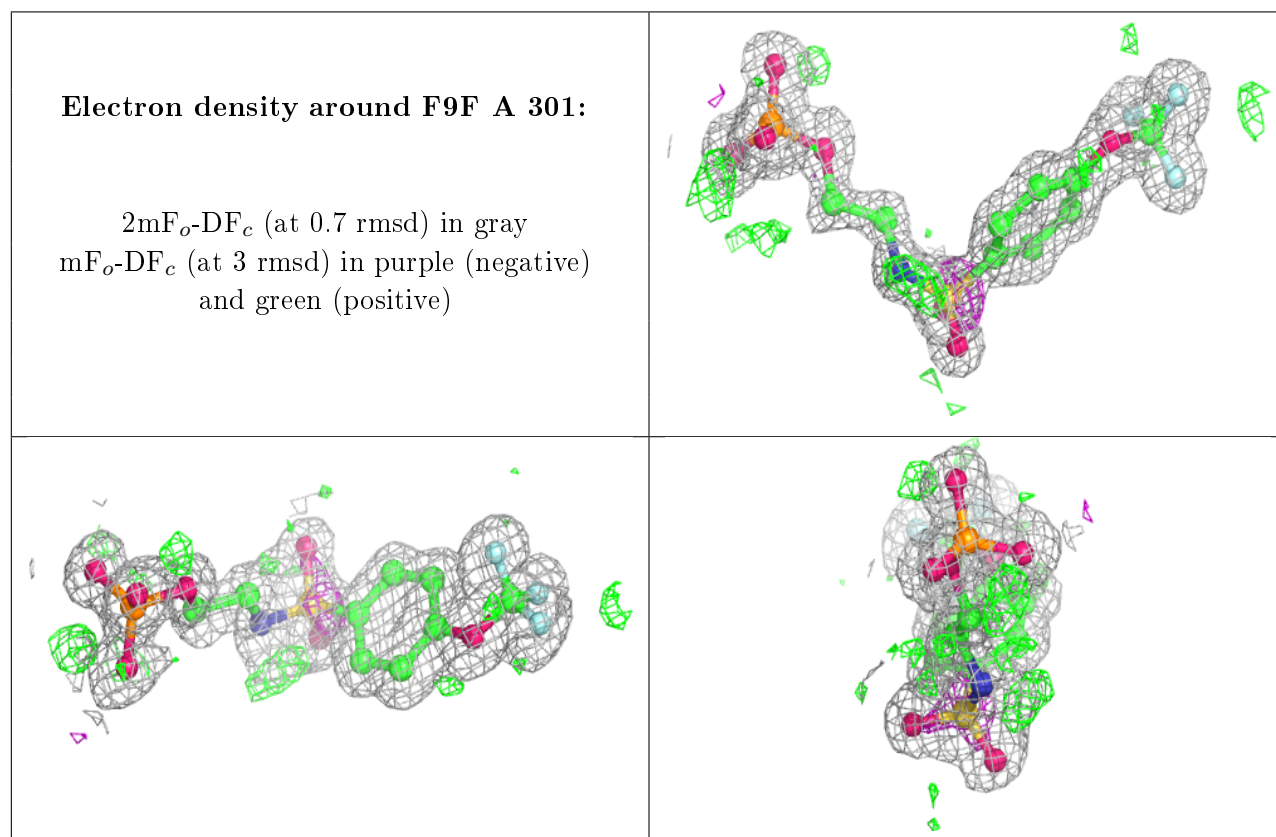 Electron density around F9F A 301:
2mFₒ-DF𝒸 (at 0.7 rmsd) in gray
mFₒ-DF𝒸 (at 3 rmsd) in purple (negative)
and green (positive)